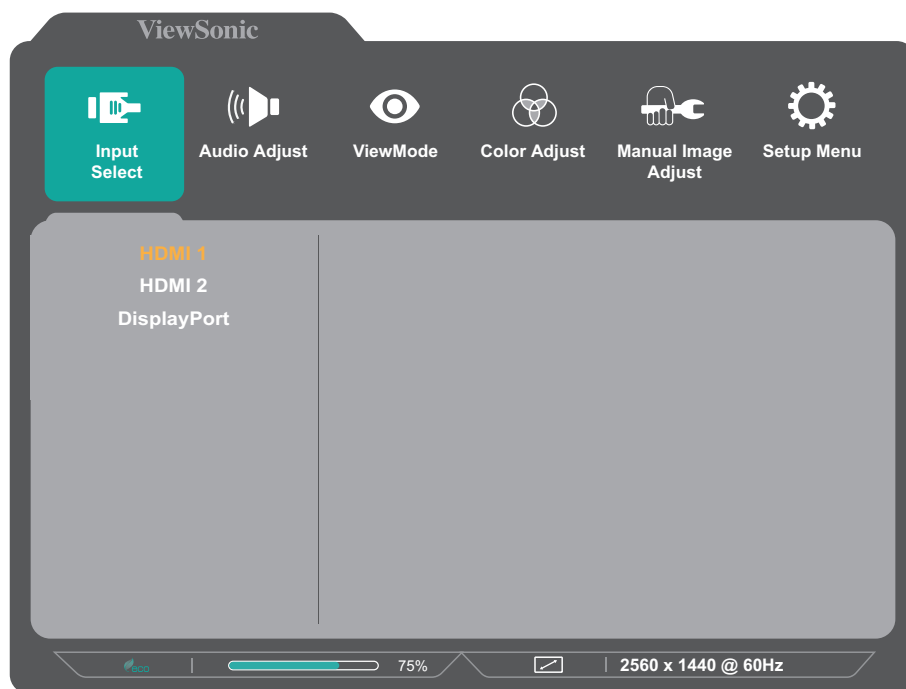 ViewSonic
Input Select
Audio Adjust
ViewMode
Color Adjust
Manual Image Adjust
Setup Menu
HDMI 1
HDMI 2
DisplayPort
eco
75%
2560 x 1440 @ 60Hz